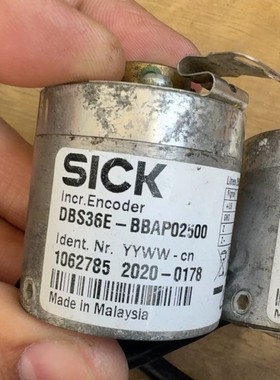 SICK
Incr.Encoder
DBS36E-BBAP02500
Ident. Nr. YYWW -cn
1062785 2020-0178
Made in Malaysia